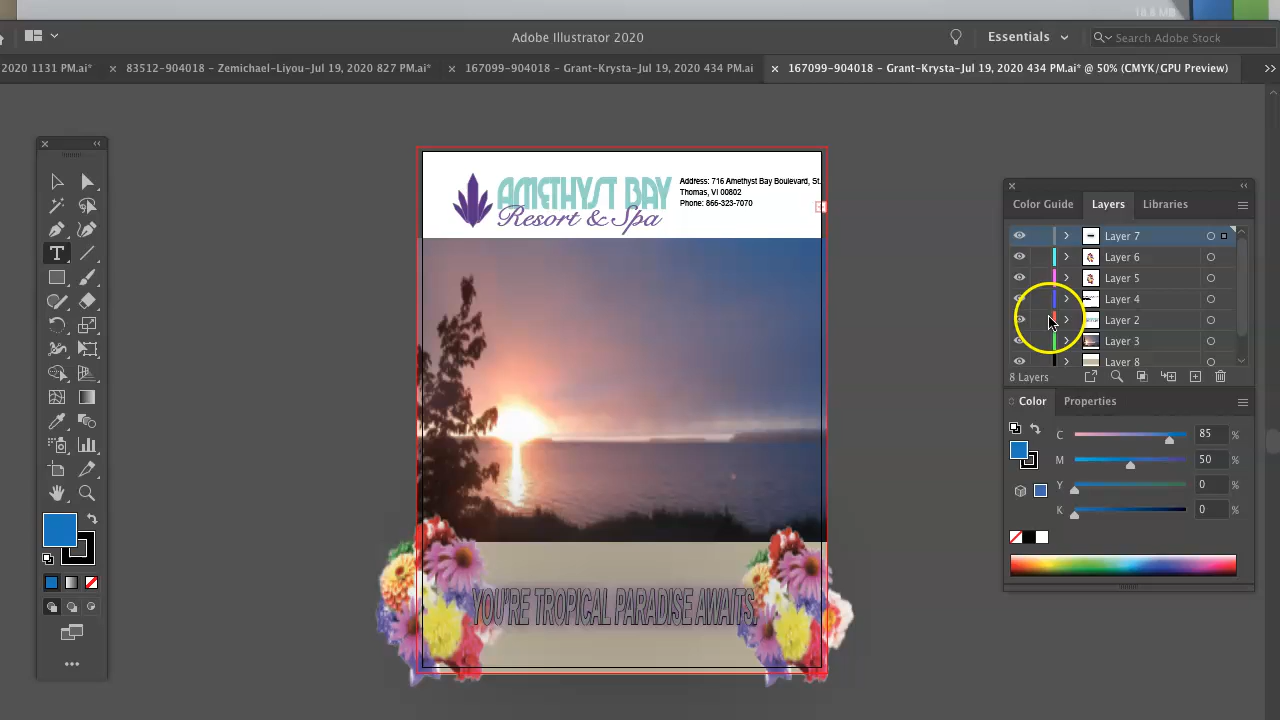 Adobe Illustrator 2020
Essentials
Search Adobe Stock
2020 1131 PM.ai*
83512-904018 - Zemichael-Liyou-Jul 19, 2020 827 PM.ai*
167099-904018 - Grant-Krysta-Jul 19, 2020 434 PM.ai
167099-904018 - Grant-Krysta-Jul 19, 2020 434 PM.ai* @ 50% (CMYK/GPU Preview)
AMETHYST BAY
Resort & Spa
Address: 716 Amethyst Bay Boulevard, St.
Thomas, VI 00802
Phone: 866-323-7070
YOU'RE TROPICAL PARADISE AWAITS,
Color Guide
Layers
Libraries
Layer 7
Layer 6
Layer 5
Layer 4
Layer 2
Layer 3
Layer 8
8 Layers
Color
Properties
C 85 %
M 50 %
Y 0 %
K 0 %